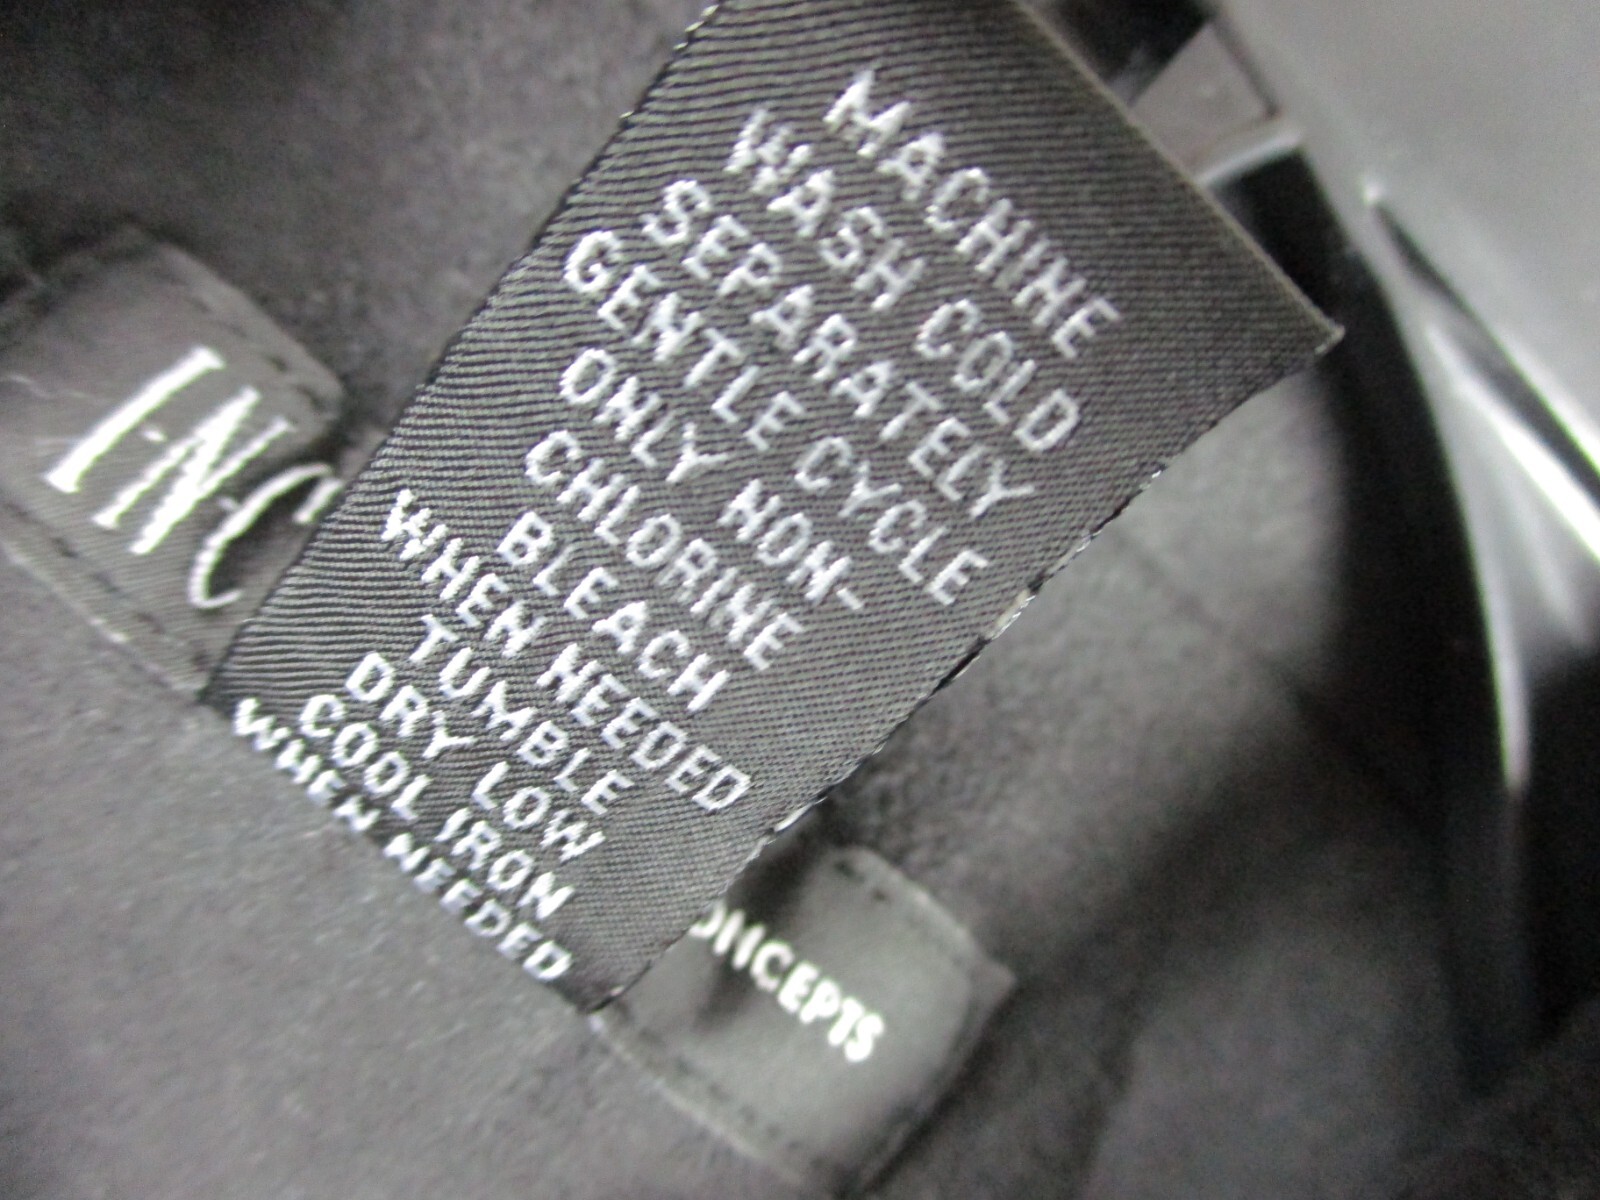 MACHINE
WASH COLD
SEPARATELY
GENTLE CYCLE
ONLY NON-
CHLORINE
BLEACH
WHEN NEEDED
TUMBLE
DRY LOW
COOL IRON
WHEN NEEDED
I·N·C
ONCEPTS